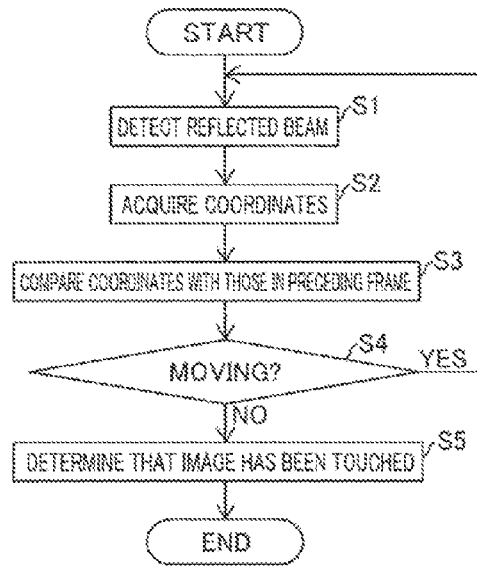 START
S1
DETECT REFLECTED BEAM
S2
ACQUIRE COORDINATES
S3
COMPARE COORDINATES WITH THOSE IN PRECEDING FRAME
S4
MOVING?
YES
NO
S5
DETERMINE THAT IMAGE HAS BEEN TOUCHED
END